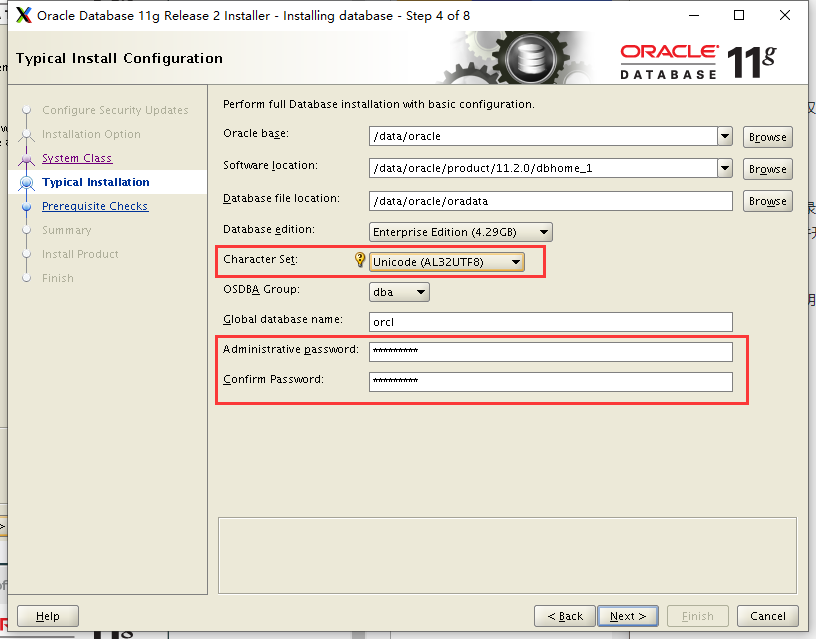 Oracle Database 11g Release 2 Installer - Installing database - Step 4 of 8
Typical Install Configuration
ORACLE DATABASE 11g
Configure Security Updates
Installation Option
System Class
Typical Installation
Prerequisite Checks
Summary
Install Product
Finish
Perform full Database installation with basic configuration.
Oracle base: /data/oracle Browse
Software location: /data/oracle/product/11.2.0/dbhome_1 Browse
Database file location: /data/oracle/oradata Browse
Database edition: Enterprise Edition (4.29GB)
Character Set: Unicode (AL32UTF8)
OSDBA Group: dba
Global database name: orcl
Administrative password: *********
Confirm Password: *********
Help < Back Next > Finish Cancel